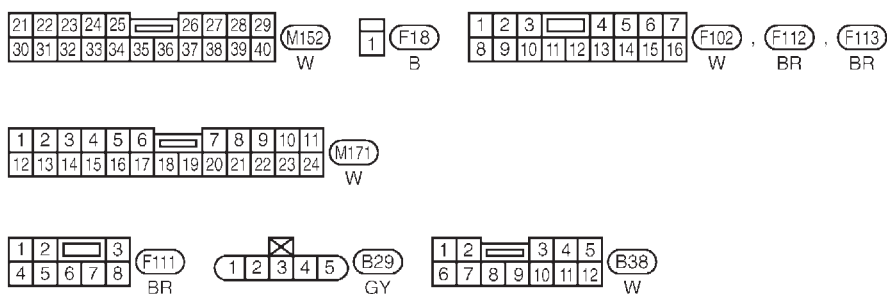 21 22 23 24 25 26 27 28 29
30 31 32 33 34 35 36 37 38 39 40
M152
W
1
F18
B
1 2 3 4 5 6 7
8 9 10 11 12 13 14 15 16
F102 , F112 , F113
W BR BR
1 2 3 4 5 6 7 8 9 10 11
12 13 14 15 16 17 18 19 20 21 22 23 24
M171
W
1 2 3
4 5 6 7 8
F111
BR
1 2 3 4 5
B29
GY
1 2 3 4 5
6 7 8 9 10 11 12
B38
W